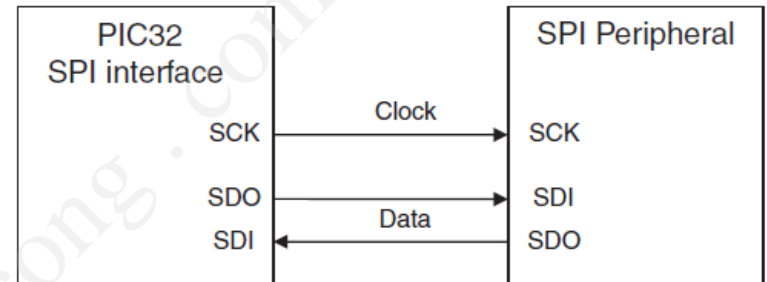 PIC32
SPI interface
SPI Peripheral
Clock
SCK
SCK
SDO
SDI
Data
SDI
SDO